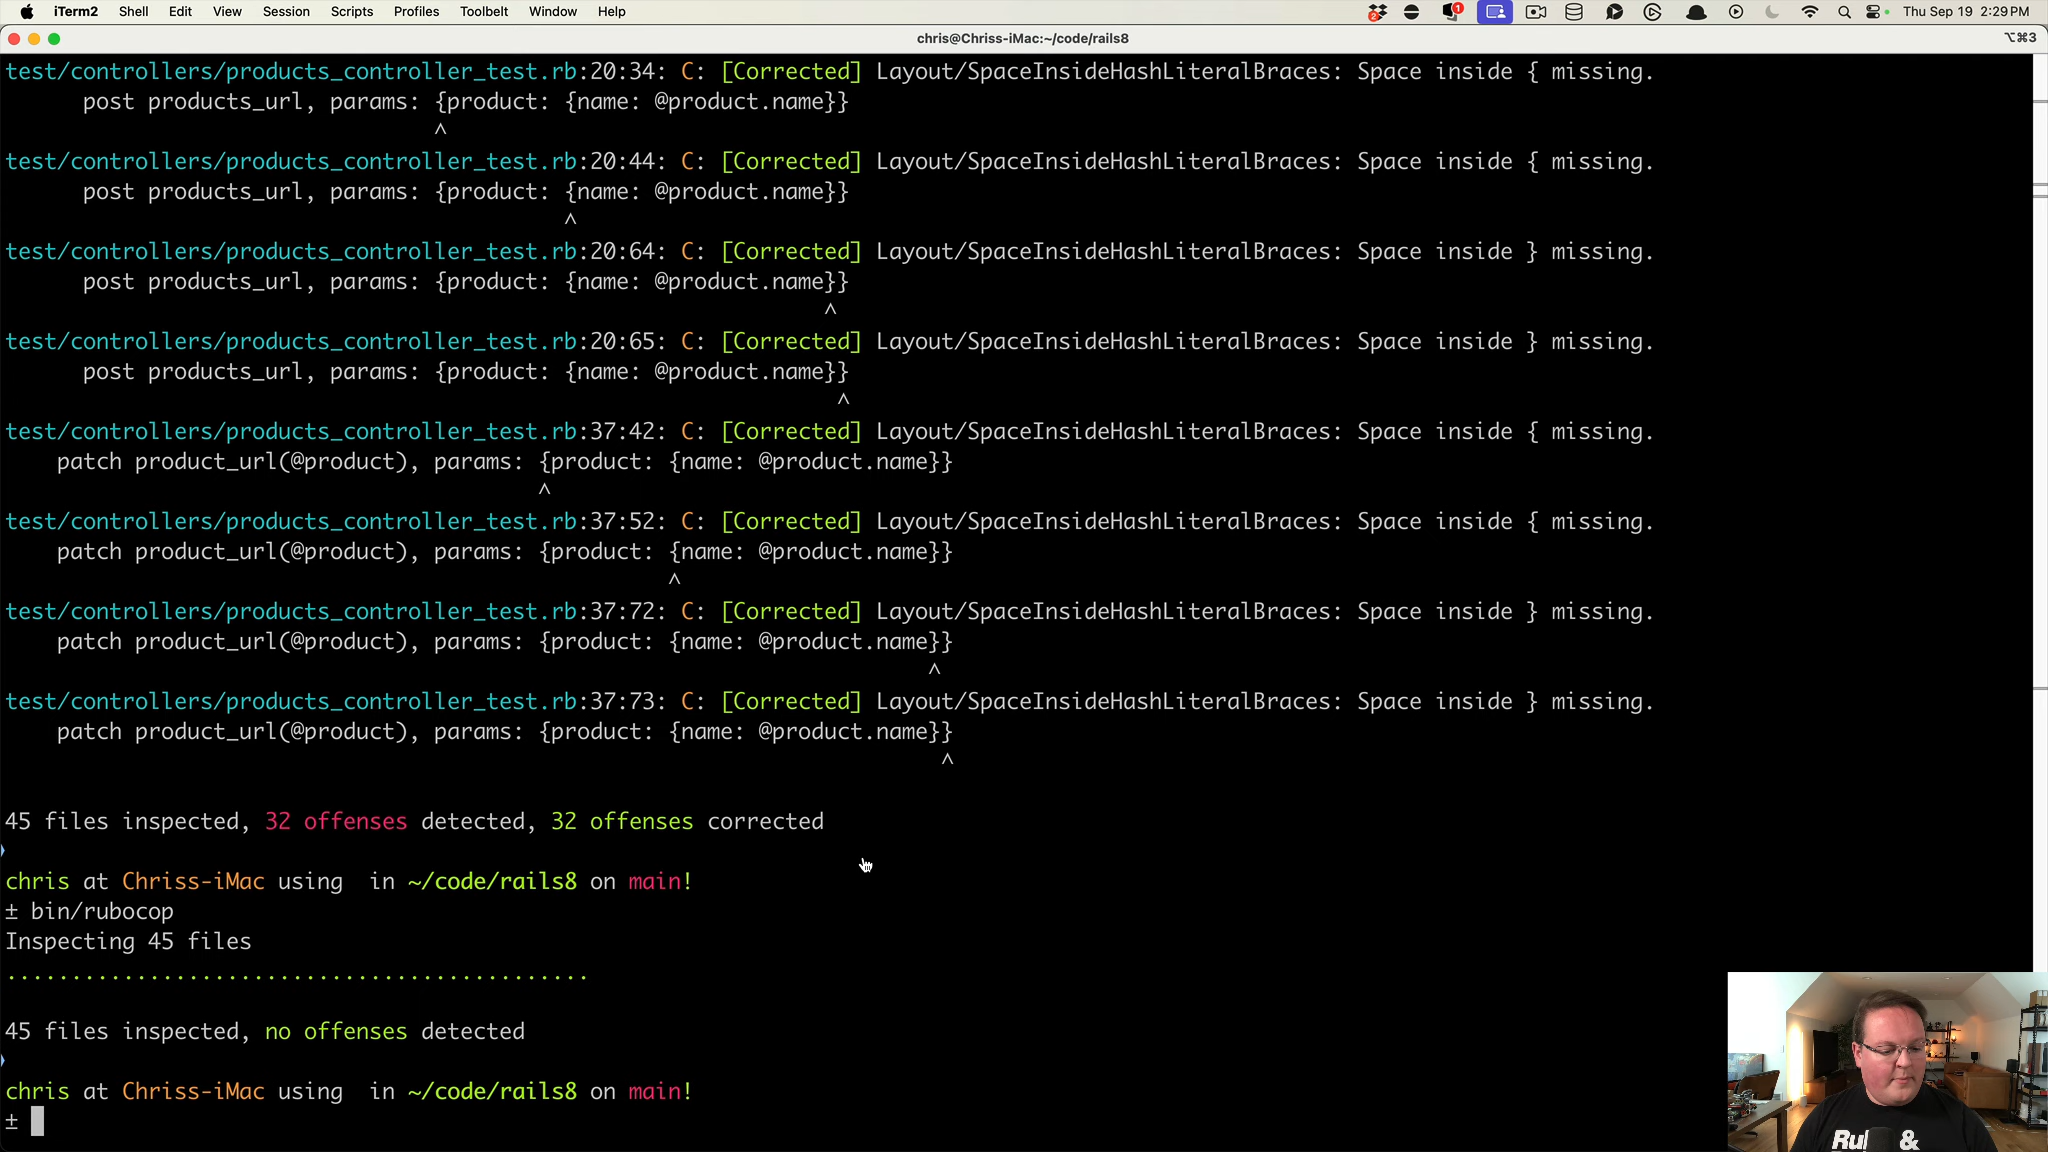 iTerm2 Shell Edit View Session Scripts Profiles Toolbelt Window Help Thu Sep 19 2:29 PM
chris@Chriss-iMac:~/code/rails8 ⌥⌘3
test/controllers/products_controller_test.rb:20:34: C: [Corrected] Layout/SpaceInsideHashLiteralBraces: Space inside { missing.
post products_url, params: {product: {name: @product.name}}
^
test/controllers/products_controller_test.rb:20:44: C: [Corrected] Layout/SpaceInsideHashLiteralBraces: Space inside { missing.
post products_url, params: {product: {name: @product.name}}
^
test/controllers/products_controller_test.rb:20:64: C: [Corrected] Layout/SpaceInsideHashLiteralBraces: Space inside } missing.
post products_url, params: {product: {name: @product.name}}
^
test/controllers/products_controller_test.rb:20:65: C: [Corrected] Layout/SpaceInsideHashLiteralBraces: Space inside } missing.
post products_url, params: {product: {name: @product.name}}
^
test/controllers/products_controller_test.rb:37:42: C: [Corrected] Layout/SpaceInsideHashLiteralBraces: Space inside { missing.
patch product_url(@product), params: {product: {name: @product.name}}
^
test/controllers/products_controller_test.rb:37:52: C: [Corrected] Layout/SpaceInsideHashLiteralBraces: Space inside { missing.
patch product_url(@product), params: {product: {name: @product.name}}
^
test/controllers/products_controller_test.rb:37:72: C: [Corrected] Layout/SpaceInsideHashLiteralBraces: Space inside } missing.
patch product_url(@product), params: {product: {name: @product.name}}
^
test/controllers/products_controller_test.rb:37:73: C: [Corrected] Layout/SpaceInsideHashLiteralBraces: Space inside } missing.
patch product_url(@product), params: {product: {name: @product.name}}
^
45 files inspected, 32 offenses detected, 32 offenses corrected
chris at Chriss-iMac using in ~/code/rails8 on main!
± bin/rubocop
Inspecting 45 files
.............................................
45 files inspected, no offenses detected
chris at Chriss-iMac using in ~/code/rails8 on main!
±